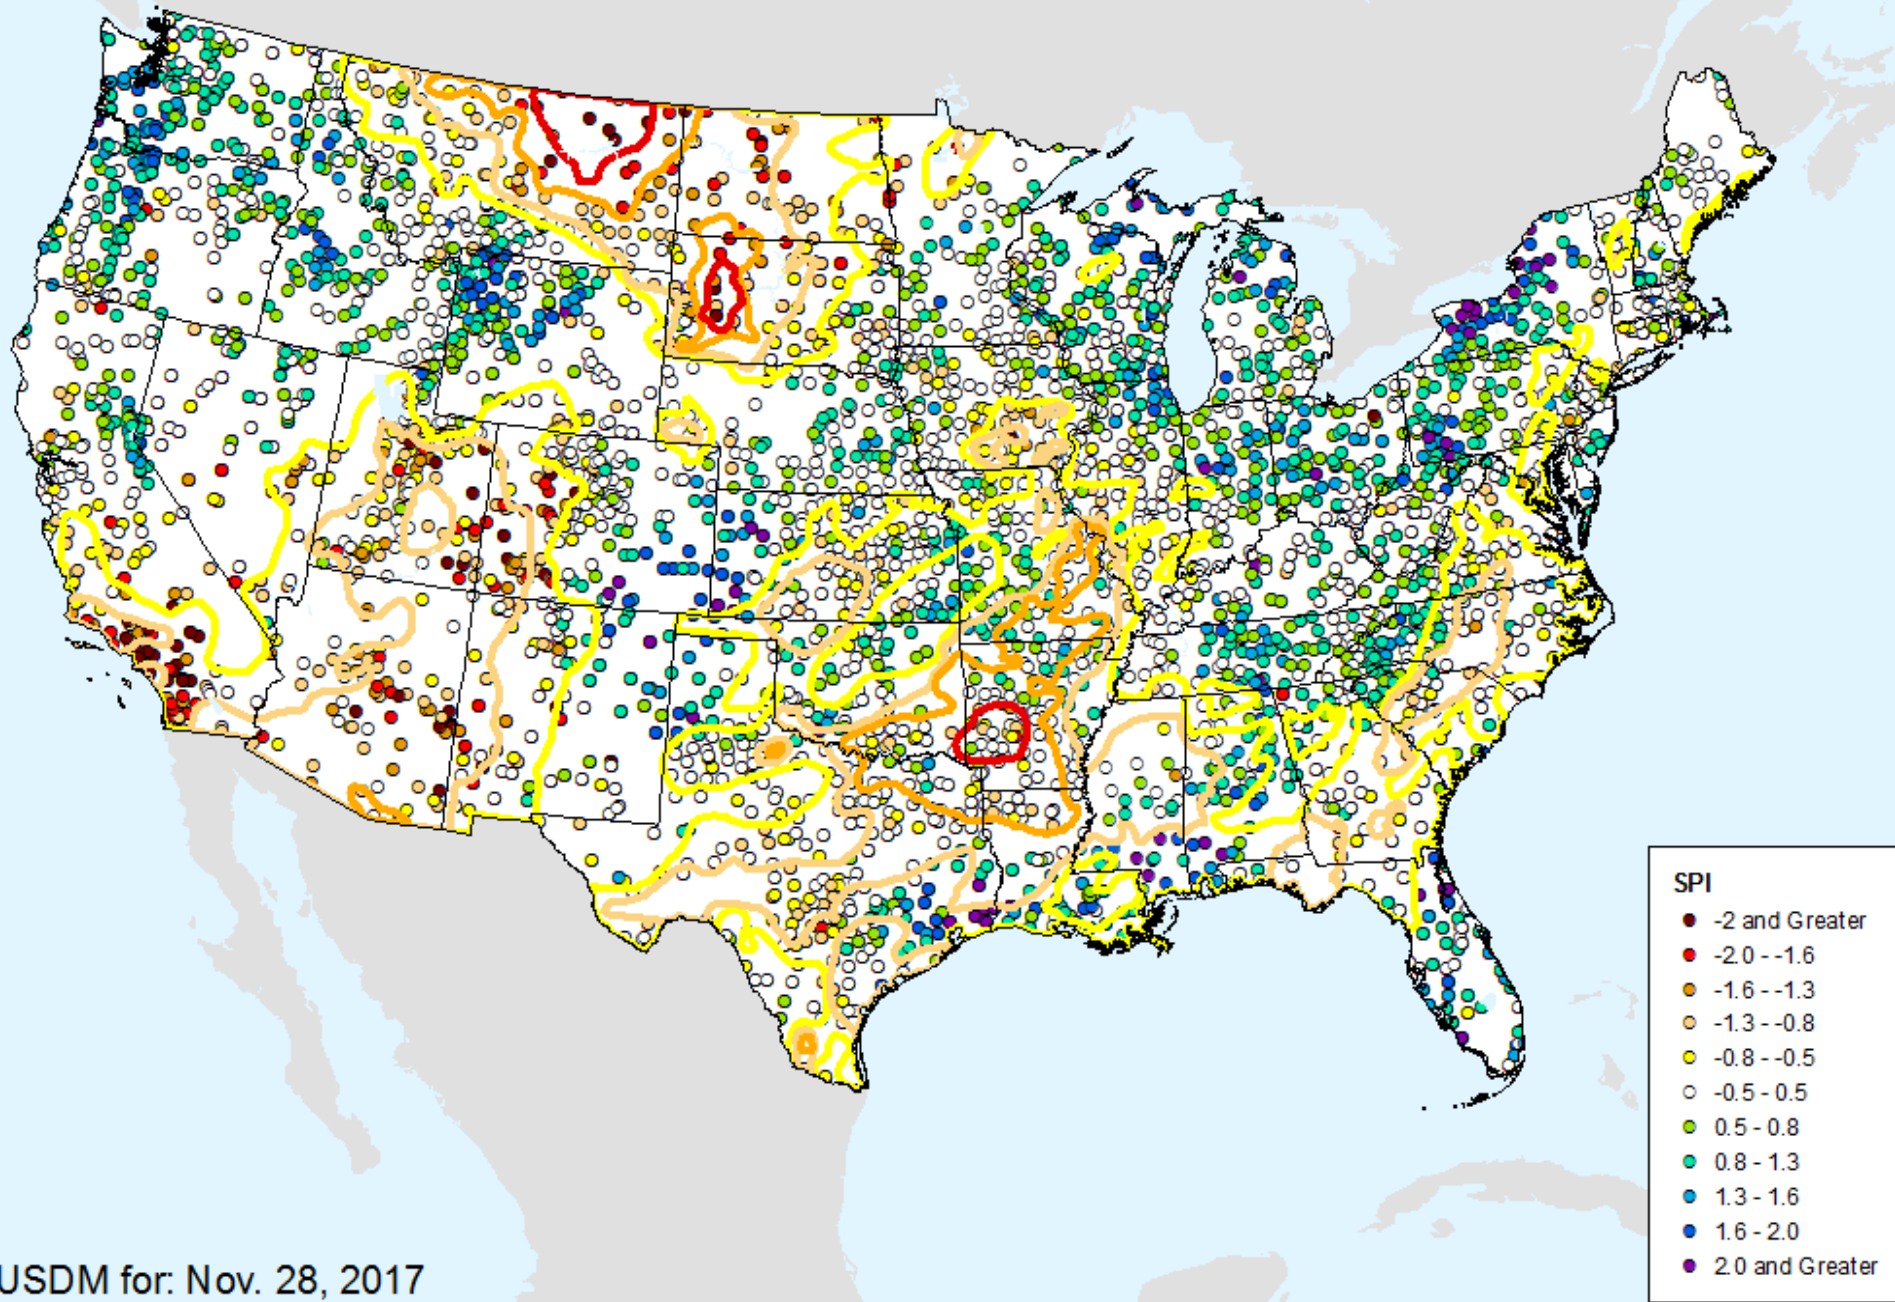 SPI
-2 and Greater
-2.0 - -1.6
-1.6 - -1.3
-1.3 - -0.8
-0.8 - -0.5
-0.5 - 0.5
0.5 - 0.8
0.8 - 1.3
1.3 - 1.6
1.6 - 2.0
2.0 and Greater
USDM for: Nov. 28, 2017